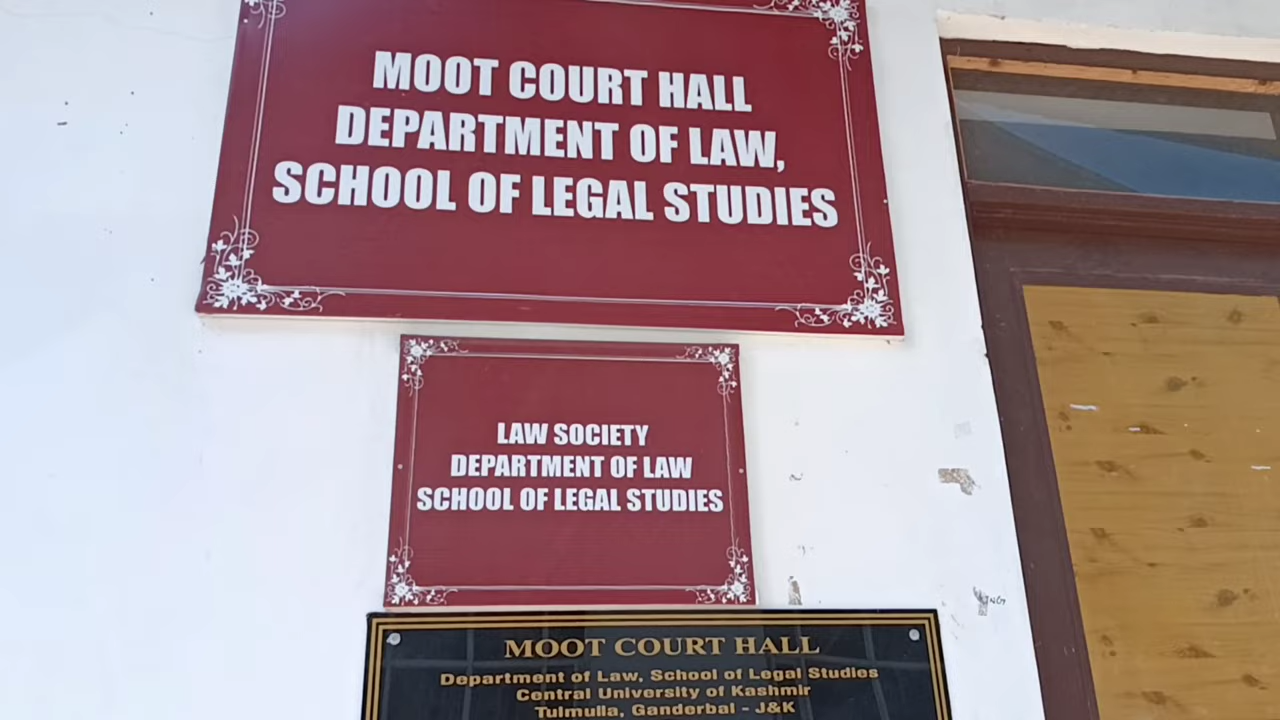 MOOT COURT HALL
DEPARTMENT OF LAW,
SCHOOL OF LEGAL STUDIES
LAW SOCIETY
DEPARTMENT OF LAW
SCHOOL OF LEGAL STUDIES
MOOT COURT HALL
Department of Law, School of Legal Studies
Central University of Kashmir
Tulmulla, Ganderbal - J&K